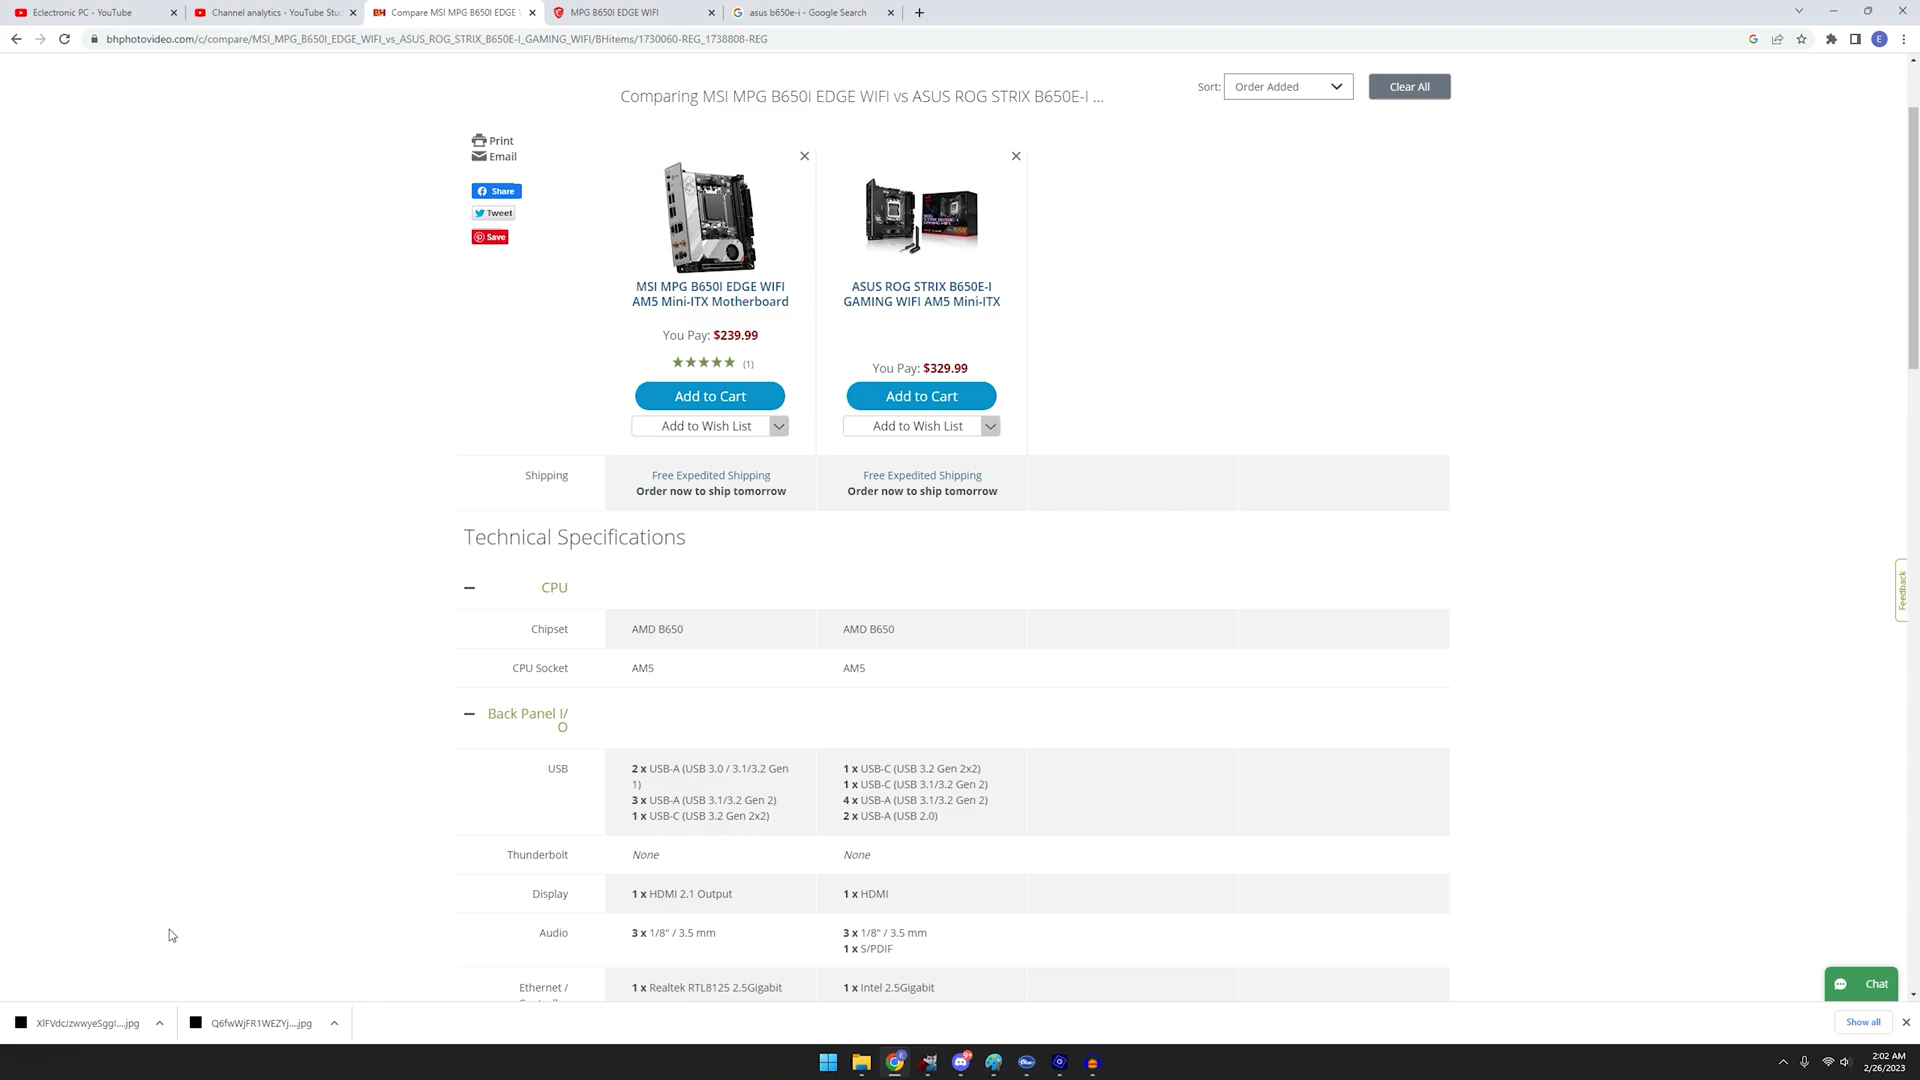 Eclectronic PC - YouTube
Channel analytics - YouTube Stud
Compare MSI MPG B650I EDGE W
MPG B650I EDGE WIFI
asus b650e-i - Google Search
bhphotovideo.com/c/compare/MSI_MPG_B650I_EDGE_WIFI_vs_ASUS_ROG_STRIX_B650E-I_GAMING_WIFI/BHitems/1730060-REG_1738808-REG
E
Comparing MSI MPG B650I EDGE WIFI vs ASUS ROG STRIX B650E-I ...
Sort: Order Added
Clear All
Print
Email
Share
Tweet
Save
MSI MPG B650I EDGE WIFI
AM5 Mini-ITX Motherboard
You Pay: $239.99
(1)
Add to Cart
Add to Wish List
ASUS ROG STRIX B650E-I
GAMING WIFI AM5 Mini-ITX
You Pay: $329.99
Add to Cart
Add to Wish List
Shipping
Free Expedited Shipping
Order now to ship tomorrow
Free Expedited Shipping
Order now to ship tomorrow
Technical Specifications
CPU
Chipset AMD B650 AMD B650
CPU Socket AM5 AM5
Back Panel I/
O
USB
2 x USB-A (USB 3.0 / 3.1/3.2 Gen
1)
3 x USB-A (USB 3.1/3.2 Gen 2)
1 x USB-C (USB 3.2 Gen 2x2)
1 x USB-C (USB 3.2 Gen 2x2)
1 x USB-C (USB 3.1/3.2 Gen 2)
4 x USB-A (USB 3.1/3.2 Gen 2)
2 x USB-A (USB 2.0)
Thunderbolt None None
Display 1 x HDMI 2.1 Output 1 x HDMI
Audio 3 x 1/8" / 3.5 mm
3 x 1/8" / 3.5 mm
1 x S/PDIF
Ethernet / 1 x Realtek RTL8125 2.5Gigabit 1 x Intel 2.5Gigabit
Feedback
Chat
Q6fwWjFR1WEZYj....jpg
Show all
2:02 AM
2/26/2023